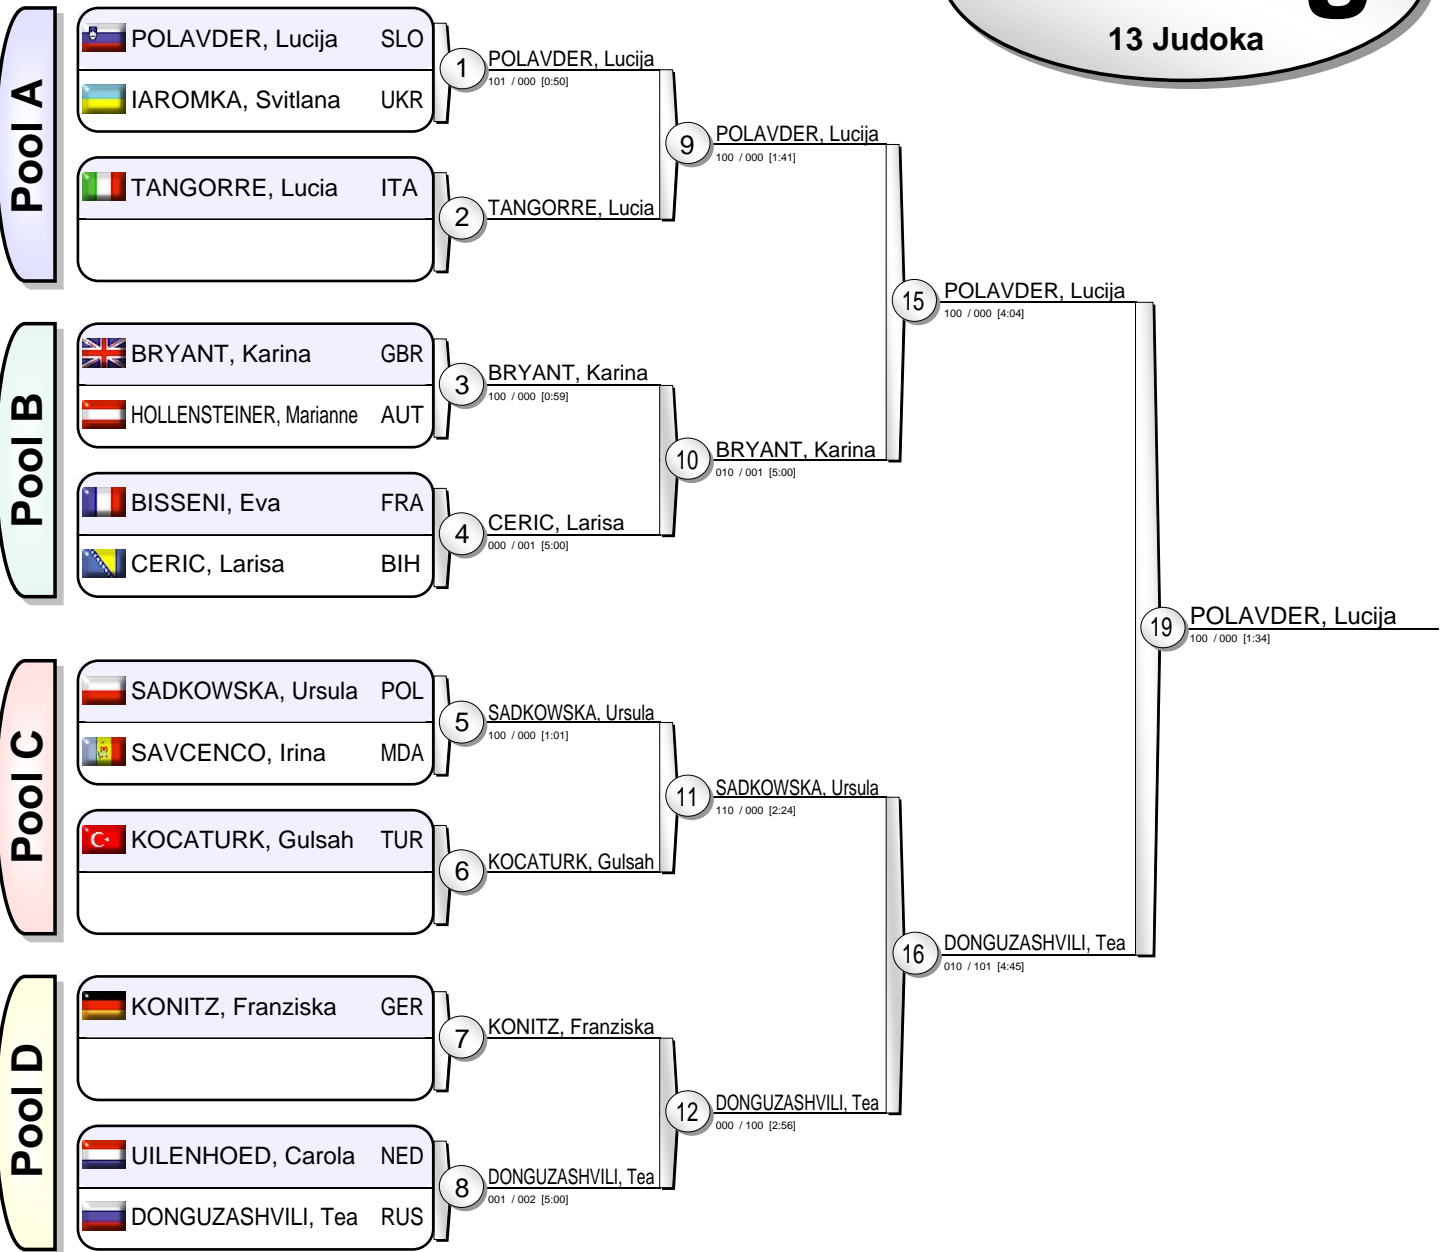 13 Judoka
Pool A
POLAVDER, Lucija SLO
IAROMKA, Svitlana UKR
TANGORRE, Lucia ITA
1
POLAVDER, Lucija
101 / 000 [0:50]
2
TANGORRE, Lucia
9
POLAVDER, Lucija
100 / 000 [1:41]
Pool B
BRYANT, Karina GBR
HOLLENSTEINER, Marianne AUT
BISSENI, Eva FRA
CERIC, Larisa BIH
3
BRYANT, Karina
100 / 000 [0:59]
4
CERIC, Larisa
000 / 001 [5:00]
10
BRYANT, Karina
010 / 001 [5:00]
15
POLAVDER, Lucija
100 / 000 [4:04]
Pool C
SADKOWSKA, Ursula POL
SAVCENCO, Irina MDA
KOCATURK, Gulsah TUR
5
SADKOWSKA, Ursula
100 / 000 [1:01]
6
KOCATURK, Gulsah
11
SADKOWSKA, Ursula
110 / 000 [2:24]
Pool D
KONITZ, Franziska GER
UILENHOED, Carola NED
DONGUZASHVILI, Tea RUS
7
KONITZ, Franziska
8
DONGUZASHVILI, Tea
001 / 002 [5:00]
12
DONGUZASHVILI, Tea
000 / 100 [2:56]
16
DONGUZASHVILI, Tea
010 / 101 [4:45]
19
POLAVDER, Lucija
100 / 000 [1:34]